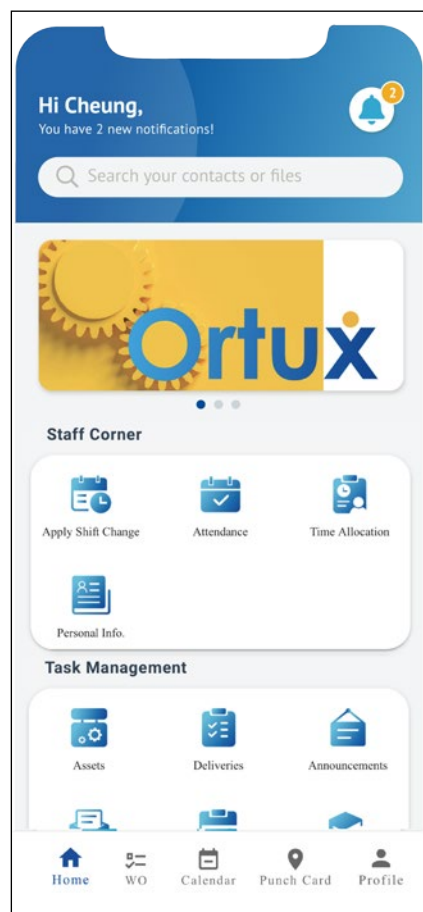 Hi Cheung,
2
You have 2 new notifications!
Search your contacts or files
Ortux
Staff Corner
Apply Shift Change
Attendance
Time Allocation
Personal Info.
Task Management
Assets
Deliveries
Announcements
Home
WO
Calendar
Punch Card
Profile